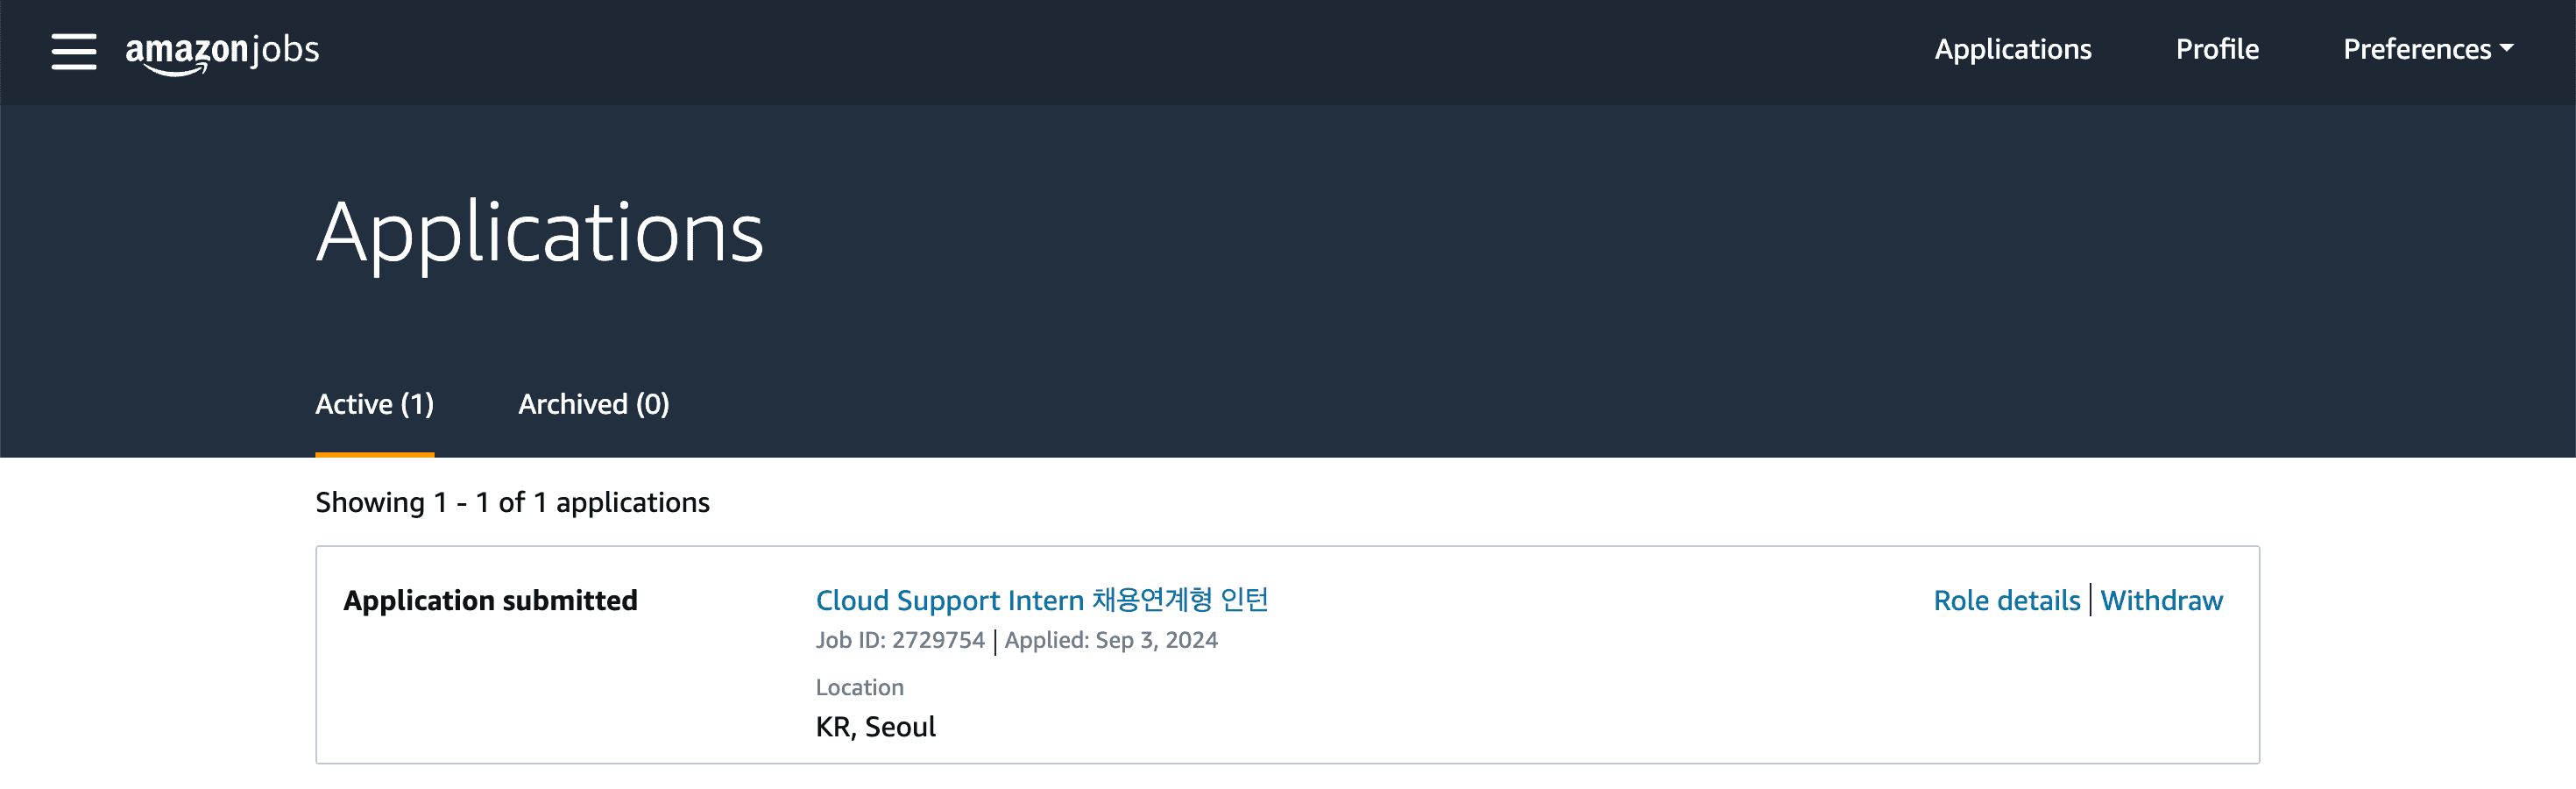 amazonjobs
Applications Profile Preferences
Applications
Active (1) Archived (0)
Showing 1 - 1 of 1 applications
Application submitted
Cloud Support Intern 채용연계형 인턴
Role details | Withdraw
Job ID: 2729754 | Applied: Sep 3, 2024
Location
KR, Seoul